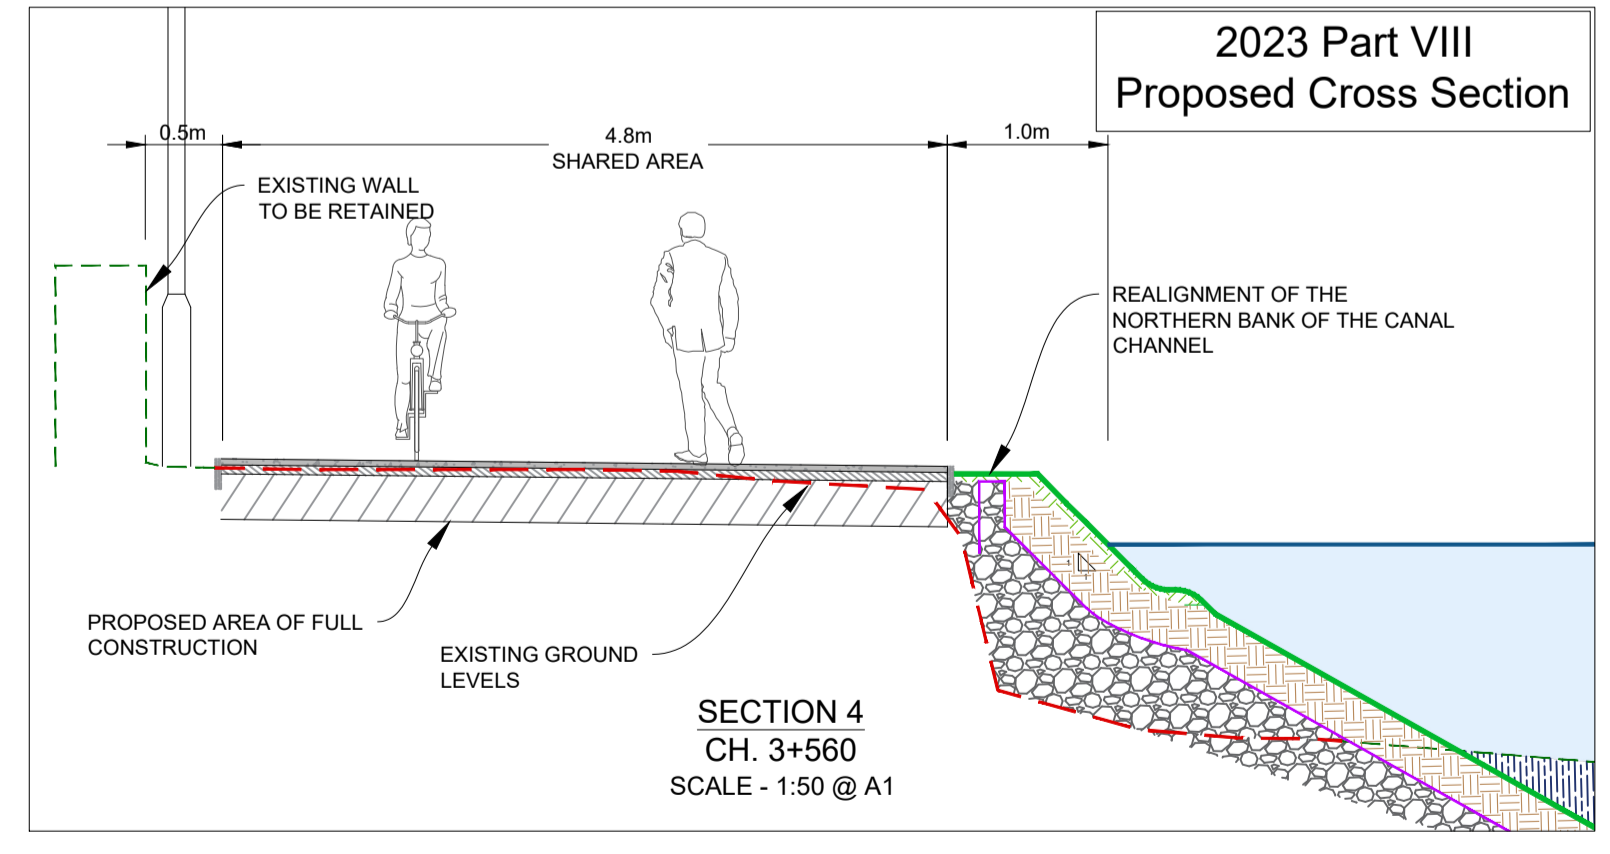 2023 Part VIII
Proposed Cross Section
0.5m
4.8m
SHARED AREA
1.0m
EXISTING WALL
TO BE RETAINED
REALIGNMENT OF THE
NORTHERN BANK OF THE CANAL
CHANNEL
PROPOSED AREA OF FULL
CONSTRUCTION
EXISTING GROUND
LEVELS
SECTION 4
CH. 3+560
SCALE - 1:50 @ A1